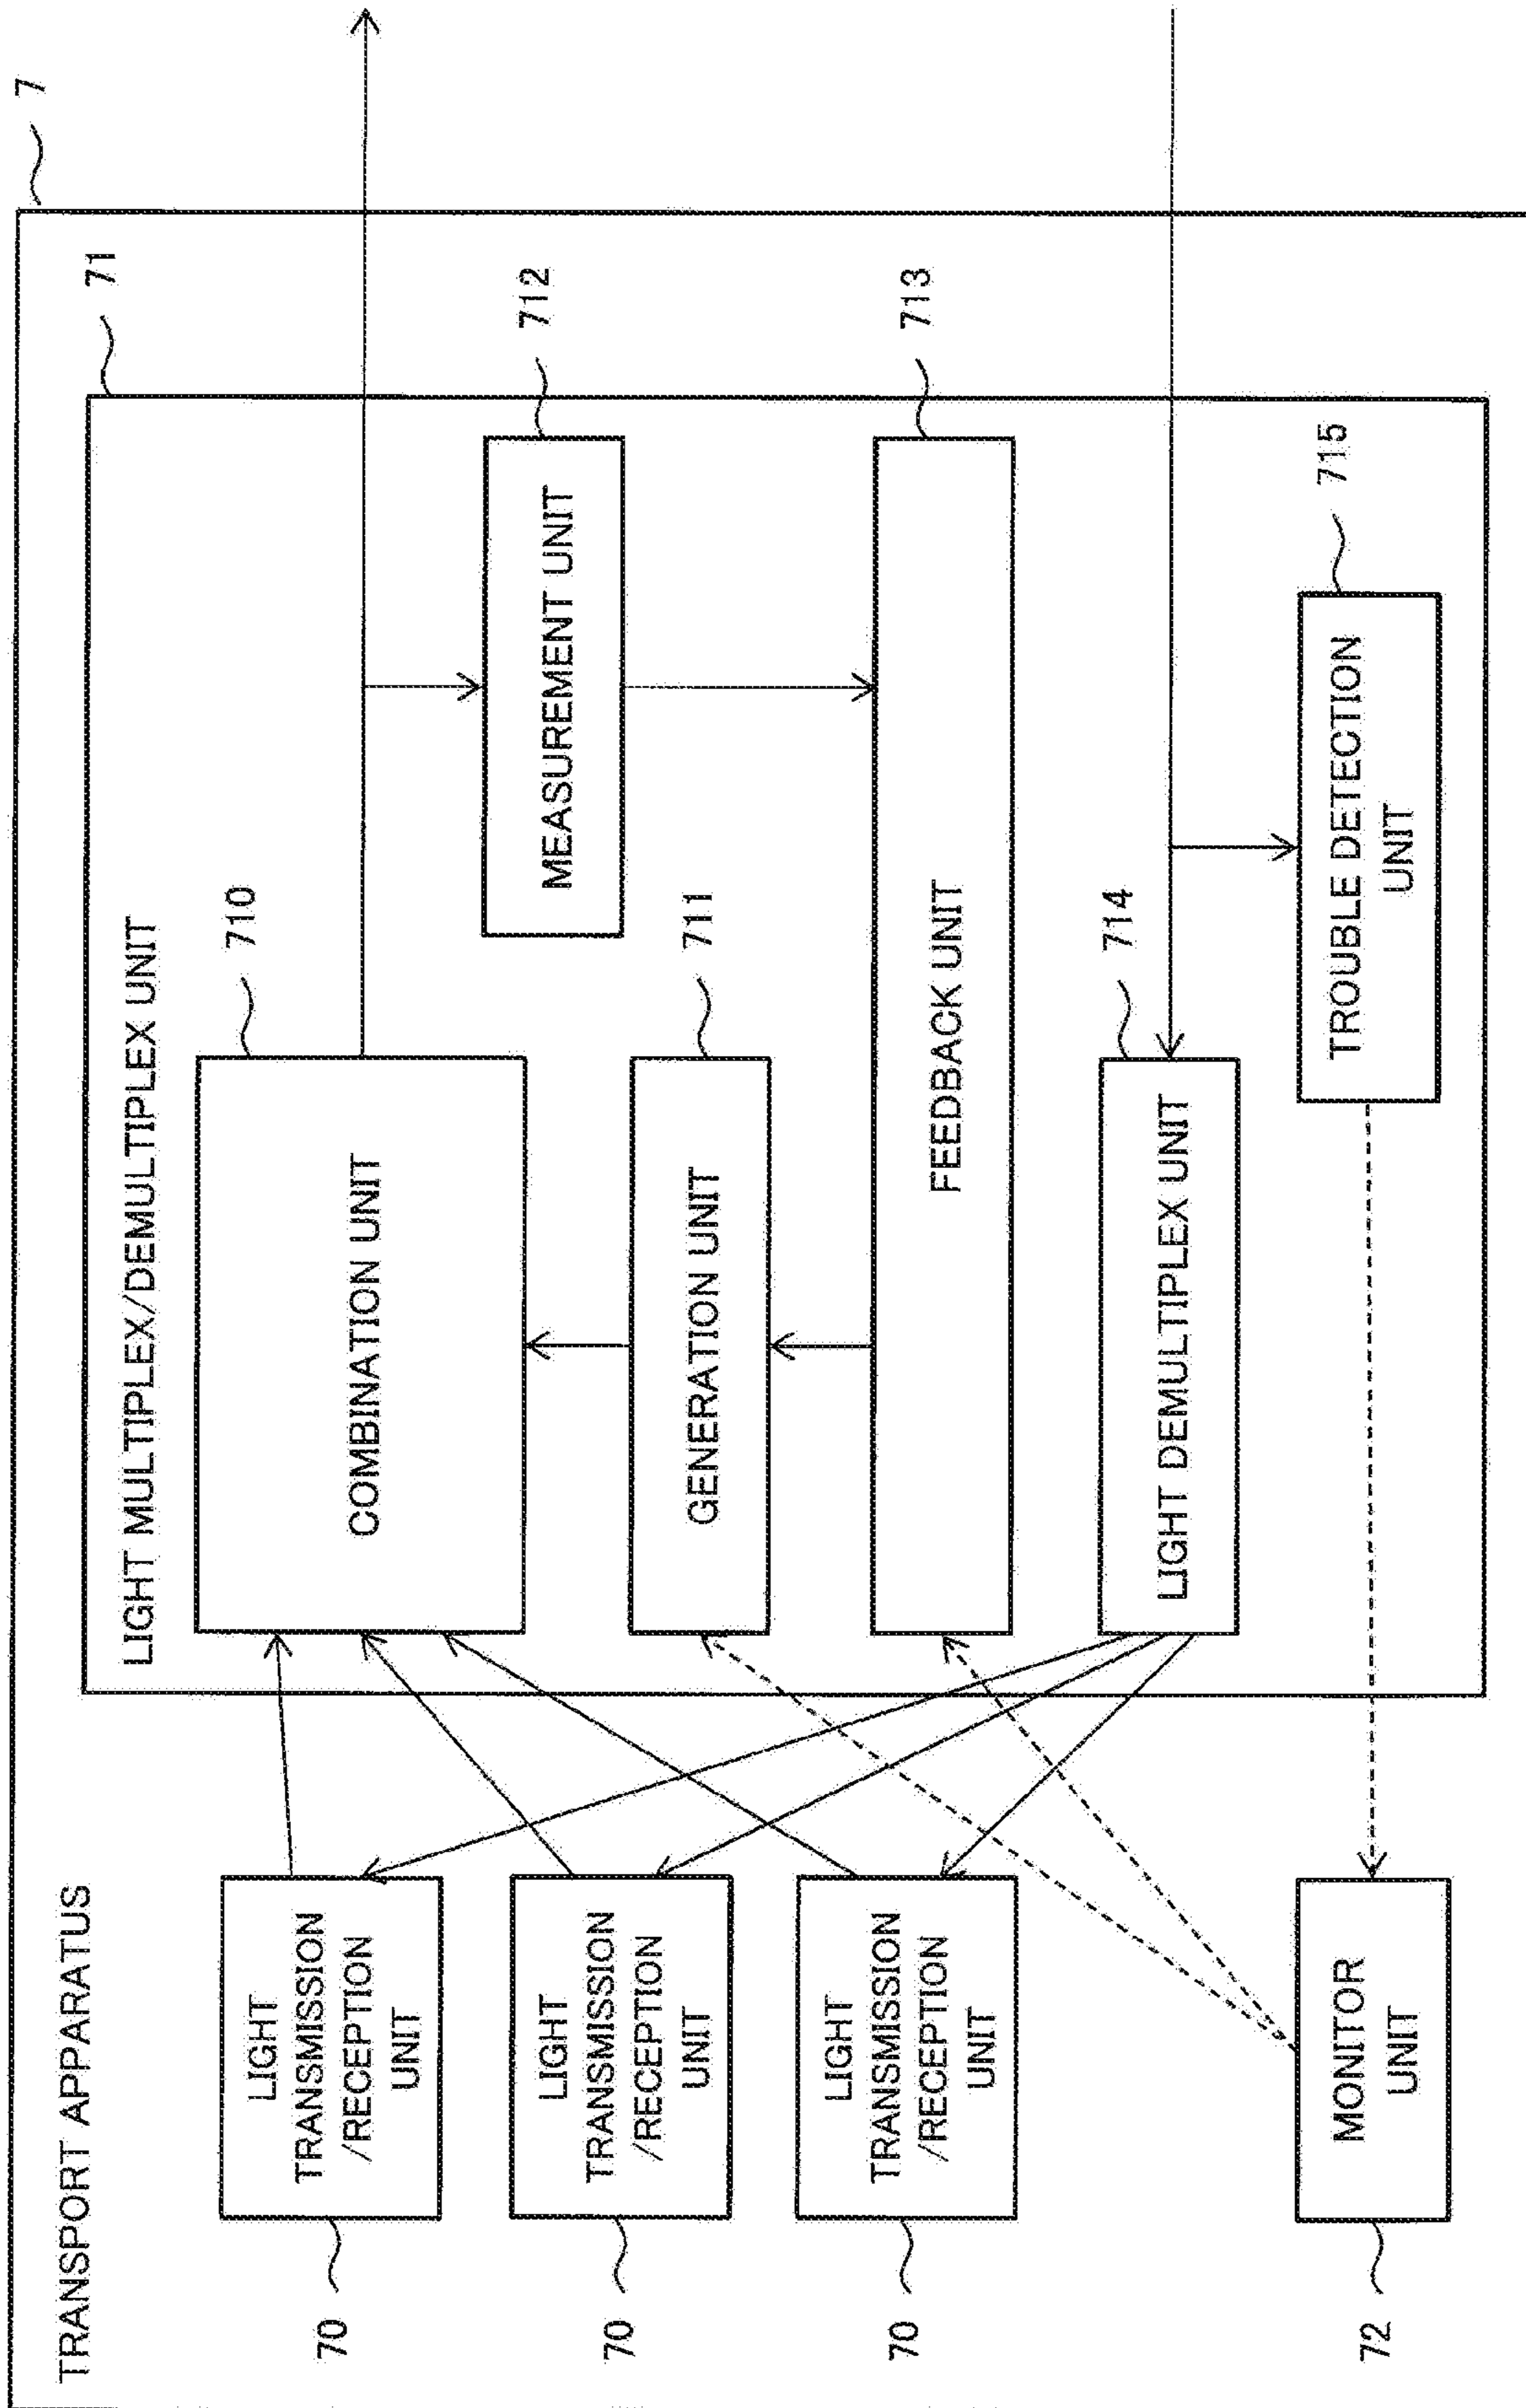 7
TRANSPORT APPARATUS
71
LIGHT MULTIPLEX/DEMULTIPLEX UNIT
70
LIGHT
TRANSMISSION
/RECEPTION
UNIT
710
COMBINATION UNIT
712
MEASUREMENT UNIT
70
LIGHT
TRANSMISSION
/RECEPTION
UNIT
711
GENERATION UNIT
713
FEEDBACK UNIT
70
LIGHT
TRANSMISSION
/RECEPTION
UNIT
714
LIGHT DEMULTIPLEX UNIT
715
TROUBLE DETECTION
UNIT
72
MONITOR
UNIT